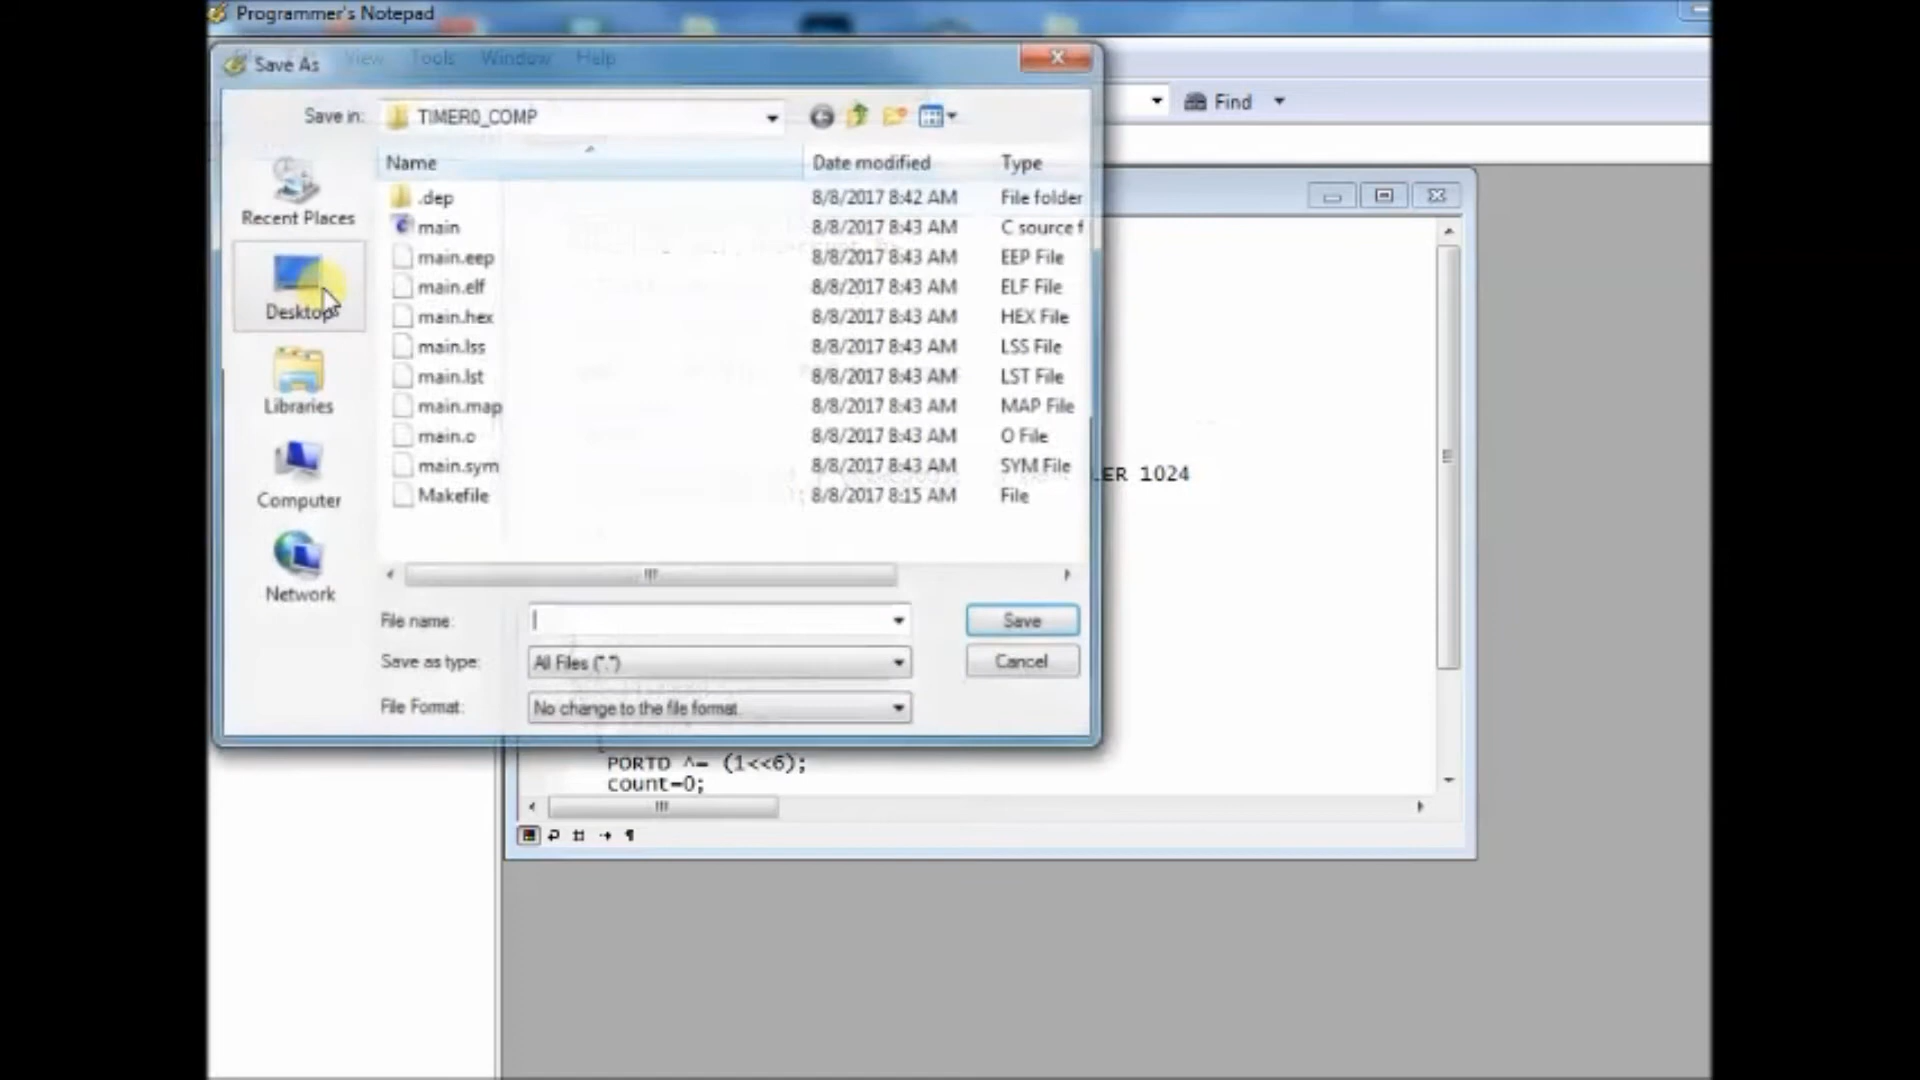 Programmer's Notepad
Save As
View Tools Window Help
Save in: TIMER0_COMP
Find
Name Date modified Type
.dep 8/8/2017 8:42 AM File folder
main 8/8/2017 8:43 AM C source f
main.eep 8/8/2017 8:43 AM EEP File
main.elf 8/8/2017 8:43 AM ELF File
main.hex 8/8/2017 8:43 AM HEX File
main.lss 8/8/2017 8:43 AM LSS File
main.lst 8/8/2017 8:43 AM LST File
main.map 8/8/2017 8:43 AM MAP File
main.o 8/8/2017 8:43 AM O File
main.sym 8/8/2017 8:43 AM SYM File
Makefile 8/8/2017 8:15 AM File
Recent Places
Desktop
Libraries
Computer
Network
LER 1024
File name: Save
Save as type: All Files (*.*) Cancel
File Format: No change to the file format.
PORTD ^= (1<<6);
count=0;